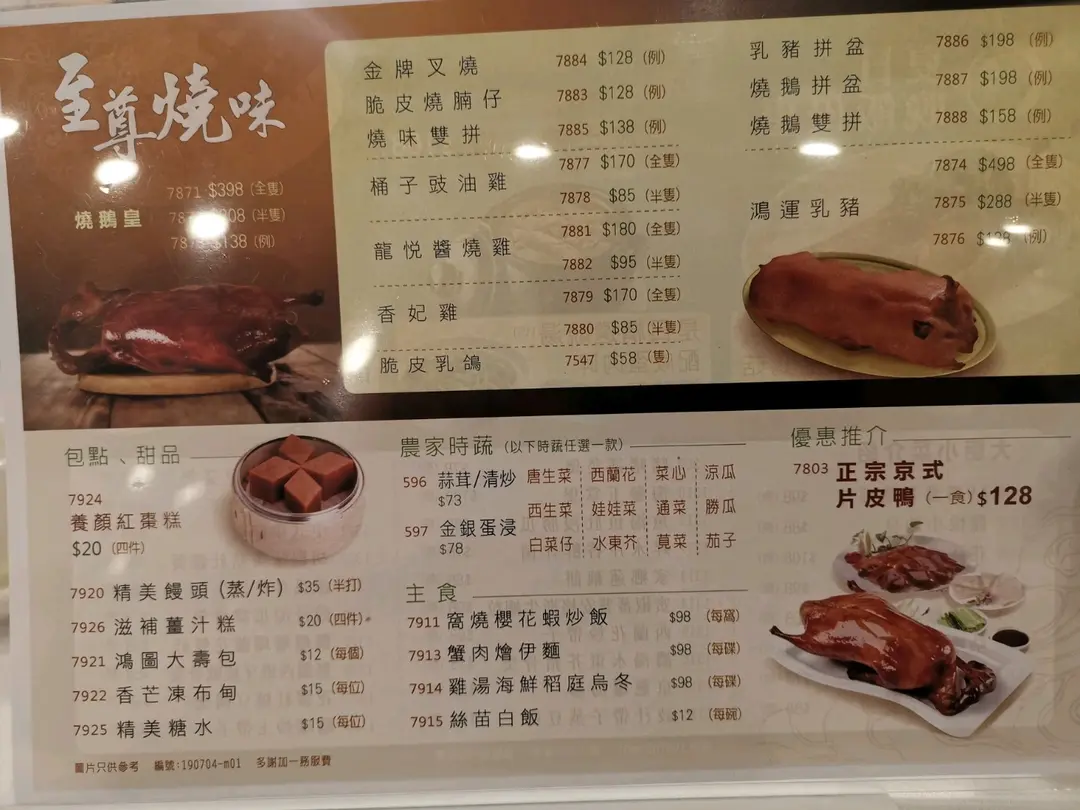 至尊燒味
7871 $398 (全隻)
燒鵝皇 (半隻)
$138 (例)
金牌叉燒 7884 $128 (例)
脆皮燒腩仔 7883 $128 (例)
燒味雙拼 7885 $138 (例)
7877 $170 (全隻)
桶子豉油雞
7878 $85 (半隻)
7881 $180 (全隻)
龍悅醬燒雞
7882 $95 (半隻)
7879 $170 (全隻)
香妃雞
7880 $85 (半隻)
脆皮乳鴿 7547 $58 (隻)
乳豬拼盆 7886 $198 (例)
燒鵝拼盆 7887 $198 (例)
燒鵝雙拼 7888 $158 (例)
7874 $498 (全隻)
鴻運乳豬 7875 $288 (半隻)
7876 (例)
包點、甜品
7924
養顏紅棗糕
$20 (四件)
7920 精美饅頭 (蒸/炸) $35 (半打)
7926 滋補薑汁糕 $20 (四件)
7921 鴻圖大壽包 $12 (每個)
7922 香芒凍布甸 $15 (每位)
7925 精美糖水 $15 (每位)
農家時蔬 (以下時蔬任選一款)
596 蒜茸/清炒 唐生菜 西蘭花 菜心 涼瓜
$73
597 金銀蛋浸 西生菜 娃娃菜 通菜 勝瓜
$78 白菜仔 水東芥 莧菜 茄子
主食
7911 窩燒櫻花蝦炒飯 $98 (每窩)
7913 蟹肉燴伊麵 $98 (每碟)
7914 雞湯海鮮稻庭烏冬 $98 (每碟)
7915 絲苗白飯 $12 (每碗)
優惠推介
7803 正宗京式
片皮鴨 (一食) $128
圖片只供參考 編號:190704-m01 多謝加一務服費